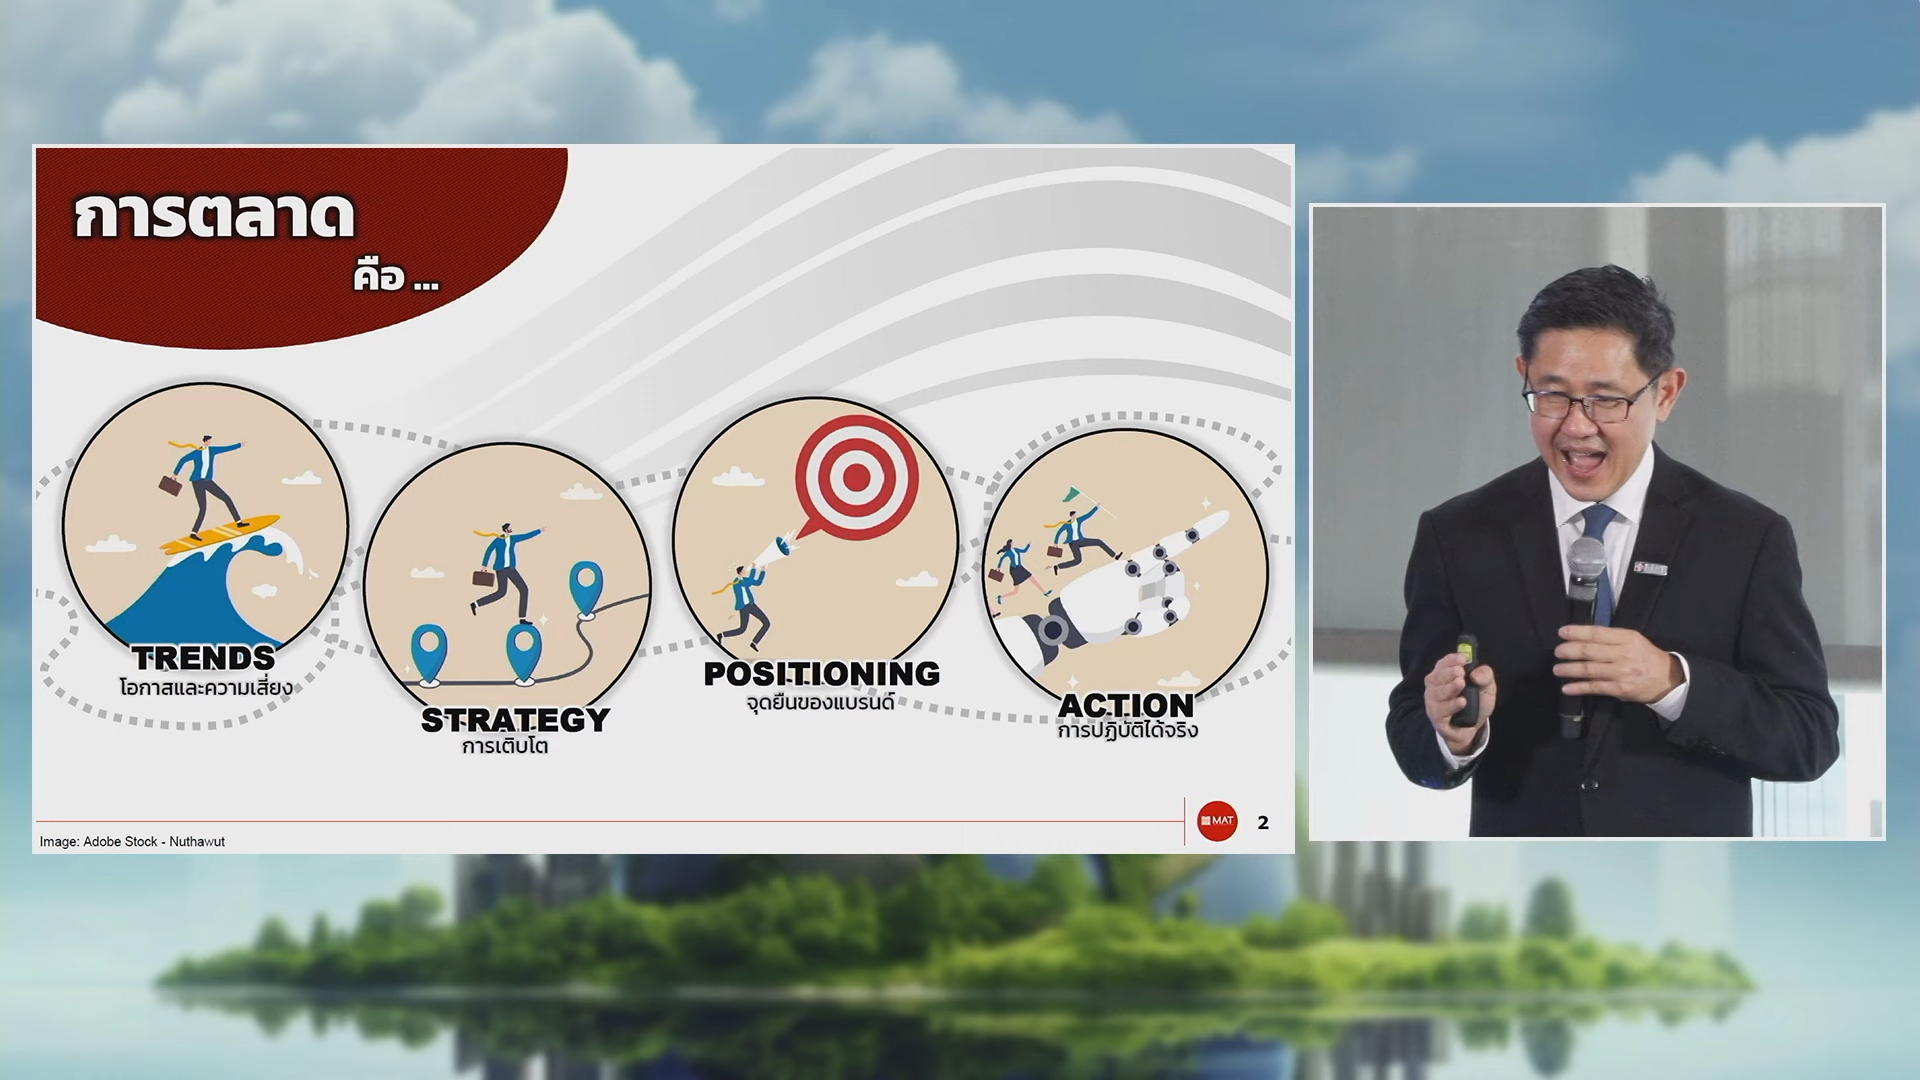 การตลาด
คือ ...
TRENDS
โอกาสและความเสี่ยง
STRATEGY
การเติบโต
POSITIONING
จุดยืนของแบรนด์
ACTION
การปฏิบัติได้จริง
MAT
2
Image: Adobe Stock - Nuthawut